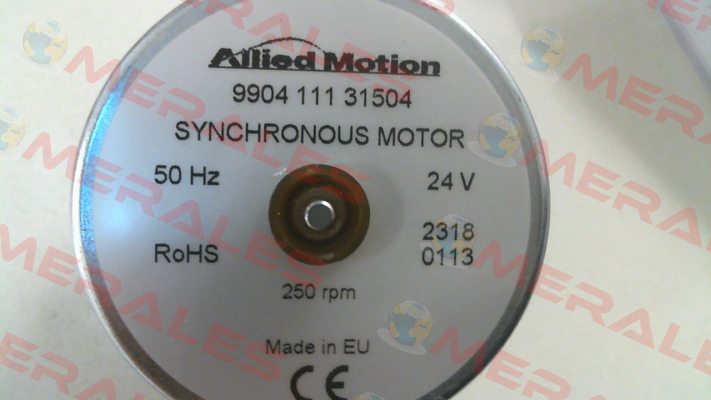 Allied Motion
9904 111 31504
SYNCHRONOUS MOTOR
50 Hz 24 V
2318
RoHS 0113
250 rpm
Made in EU
CE
MERALES
MERALES
MERALES
MERALES